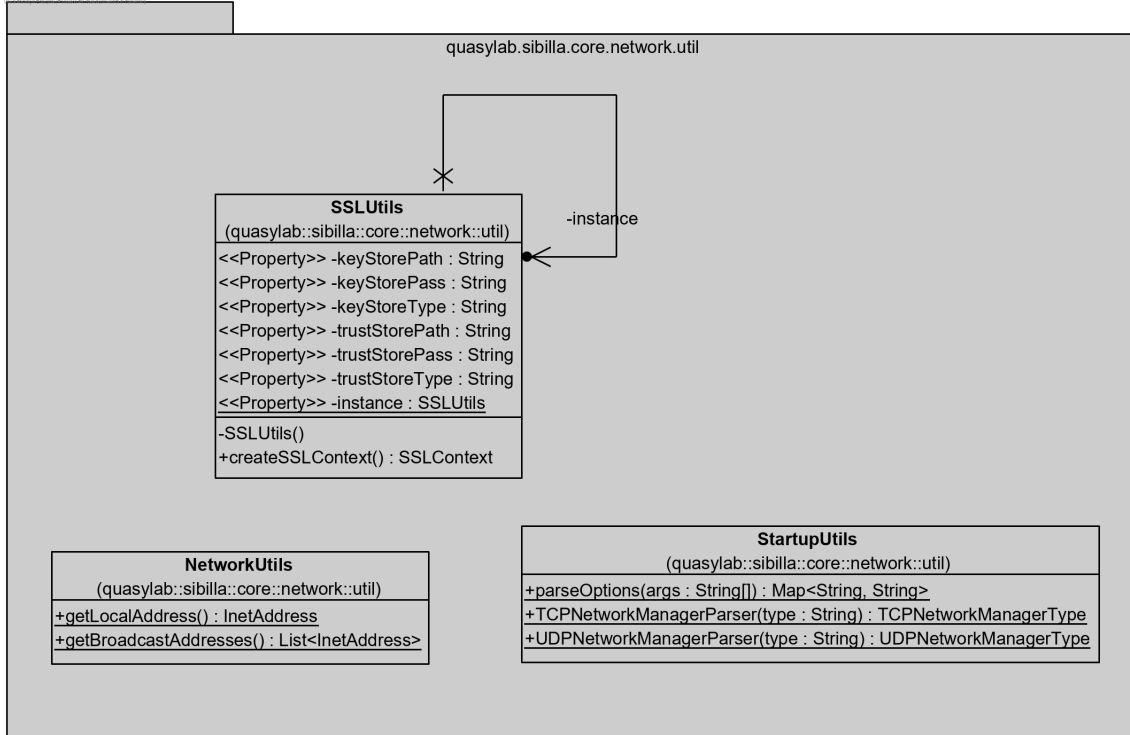 quasylab.sibilla.core.network.util
-instance
SSLUtils
(quasylab::sibilla::core::network::util)
<<Property>> -keyStorePath : String
<<Property>> -keyStorePass : String
<<Property>> -keyStoreType : String
<<Property>> -trustStorePath : String
<<Property>> -trustStorePass : String
<<Property>> -trustStoreType : String
<<Property>> -instance : SSLUtils
-SSLUtils()
+createSSLContext() : SSLContext
NetworkUtils
(quasylab::sibilla::core::network::util)
+getLocalAddress() : InetAddress
+getBroadcastAddresses() : List<InetAddress>
StartupUtils
(quasylab::sibilla::core::network::util)
+parseOptions(args : String[]) : Map<String, String>
+TCPNetworkManagerParser(type : String) : TCPNetworkManagerType
+UDPNetworkManagerParser(type : String) : UDPNetworkManagerType